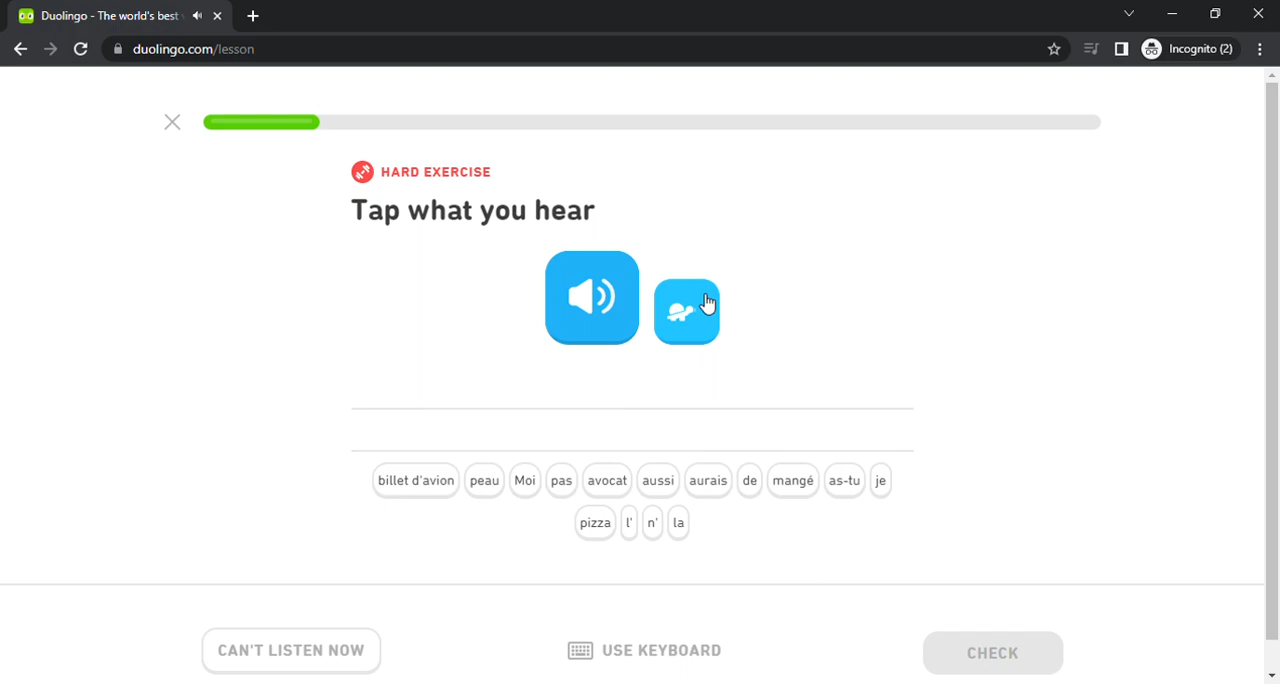 Duolingo - The world's best
duolingo.com/lesson
Incognito (2)
HARD EXERCISE
Tap what you hear
billet d'avion peau Moi pas avocat aussi aurais de mangé as-tu je
pizza l' n' la
CAN'T LISTEN NOW USE KEYBOARD CHECK